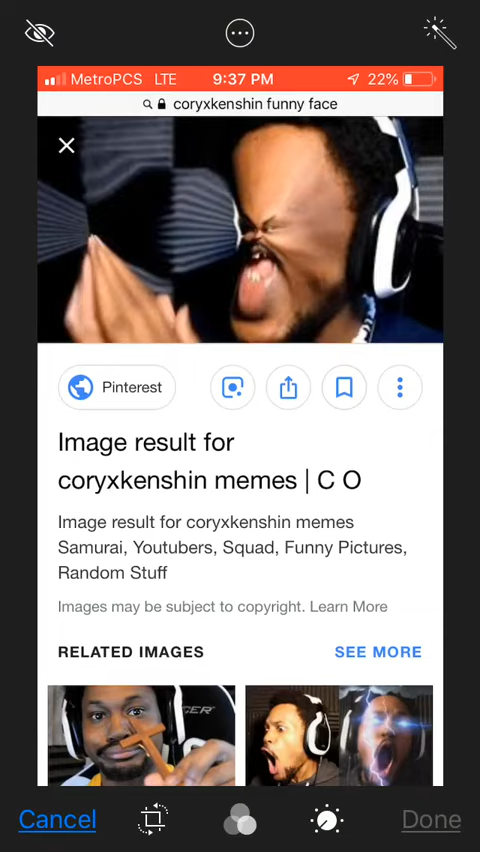 MetroPCS LTE 9:37 PM 22%
coryxkenshin funny face
Pinterest
Image result for
coryxkenshin memes | C O
Image result for coryxkenshin memes
Samurai, Youtubers, Squad, Funny Pictures,
Random Stuff
Images may be subject to copyright. Learn More
RELATED IMAGES SEE MORE
Cancel Done